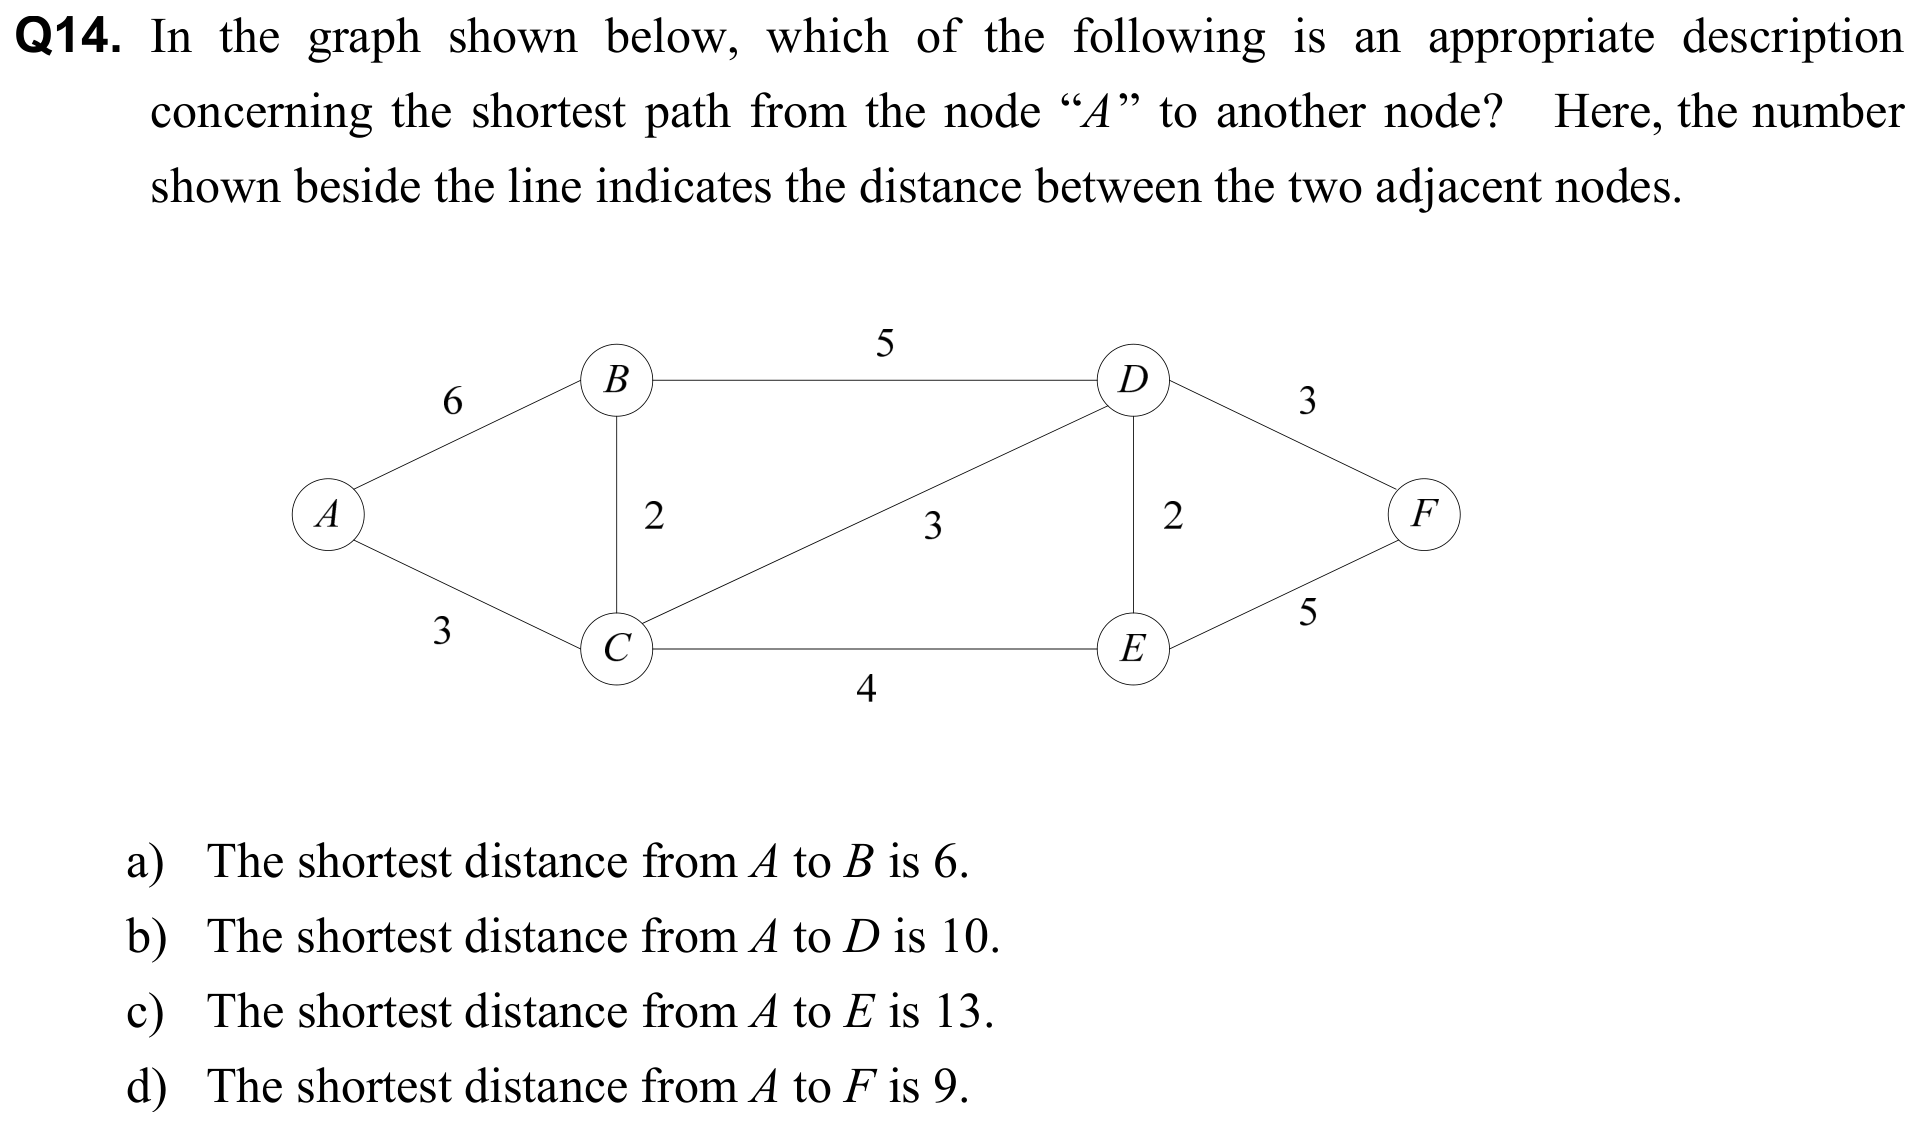 Q14. In the graph shown below, which of the following is an appropriate description
concerning the shortest path from the node “A” to another node? Here, the number
shown beside the line indicates the distance between the two adjacent nodes.
5
B
D
6
3
A
2
3
2
F
3
C
E
5
4
a) The shortest distance from A to B is 6.
b) The shortest distance from A to D is 10.
c) The shortest distance from A to E is 13.
d) The shortest distance from A to F is 9.